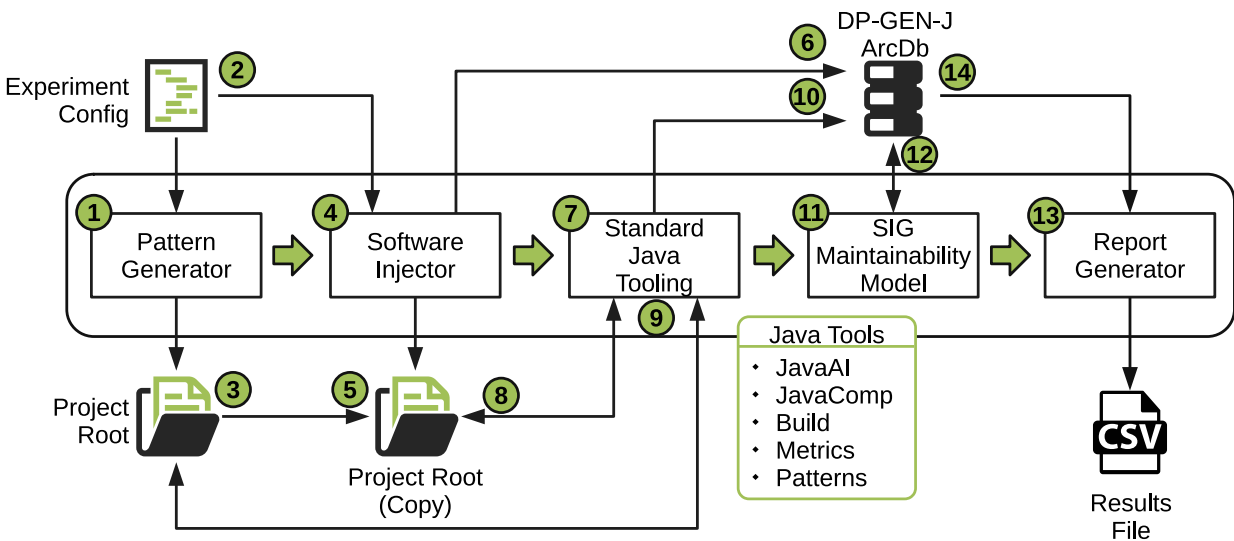 DP-GEN-J
ArcDb
6
2
14
Experiment
Config
10
12
1
4
7
11
13
Pattern
Generator
Software
Injector
Standard
Java
Tooling
SIG
Maintainability
Model
Report
Generator
9
Java Tools
• JavaAI
• JavaComp
• Build
• Metrics
• Patterns
3
5
8
Project
Root
Project Root
(Copy)
CSV
Results
File